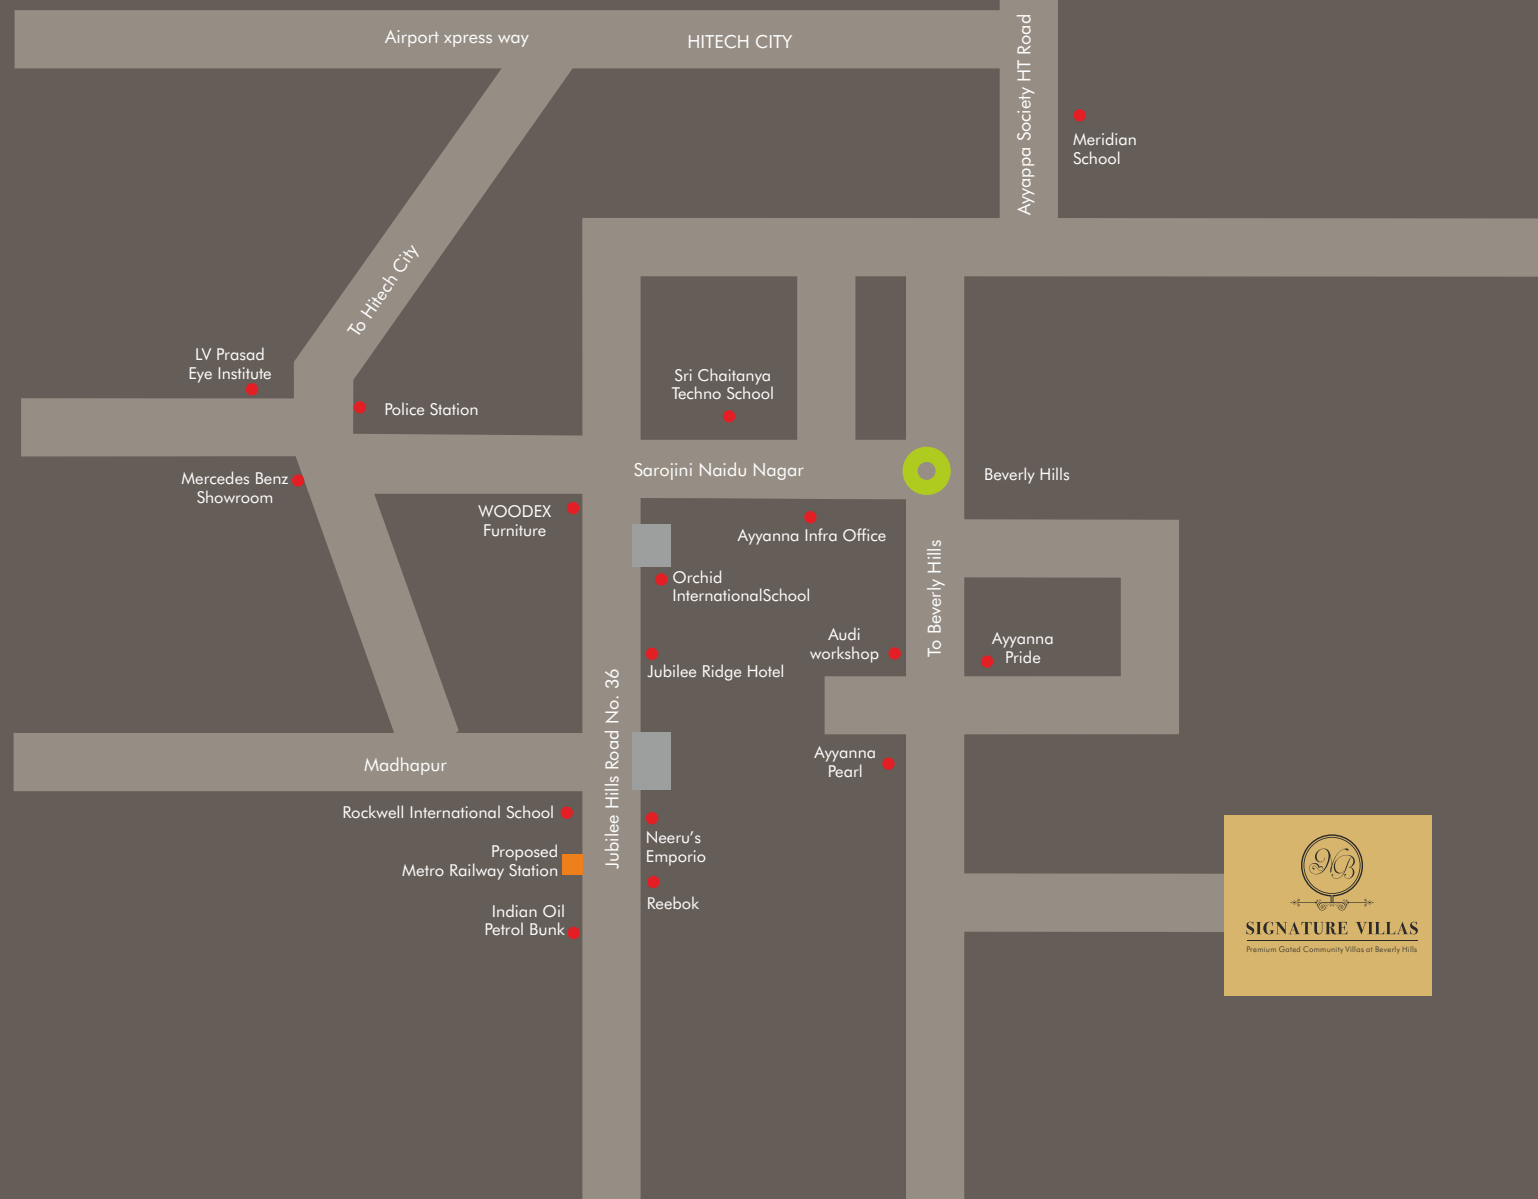 Airport xpress way
HITECH CITY
Ayyappa Society HT Road
Meridian
School
To Hitech City
LV Prasad
Eye Institute
Police Station
Sri Chaitanya
Techno School
Sarojini Naidu Nagar
Beverly Hills
Mercedes Benz
Showroom
WOODEX
Furniture
Ayyanna Infra Office
Orchid
InternationalSchool
To Beverly Hills
Audi
workshop
Ayyanna
Pride
Jubilee Ridge Hotel
Jubilee Hills Road No. 36
Madhapur
Ayyanna
Pearl
Rockwell International School
Neeru's
Emporio
Proposed
Metro Railway Station
Reebok
Indian Oil
Petrol Bunk
SIGNATURE VILLAS
Premium Gated Community Villas at Beverly Hills